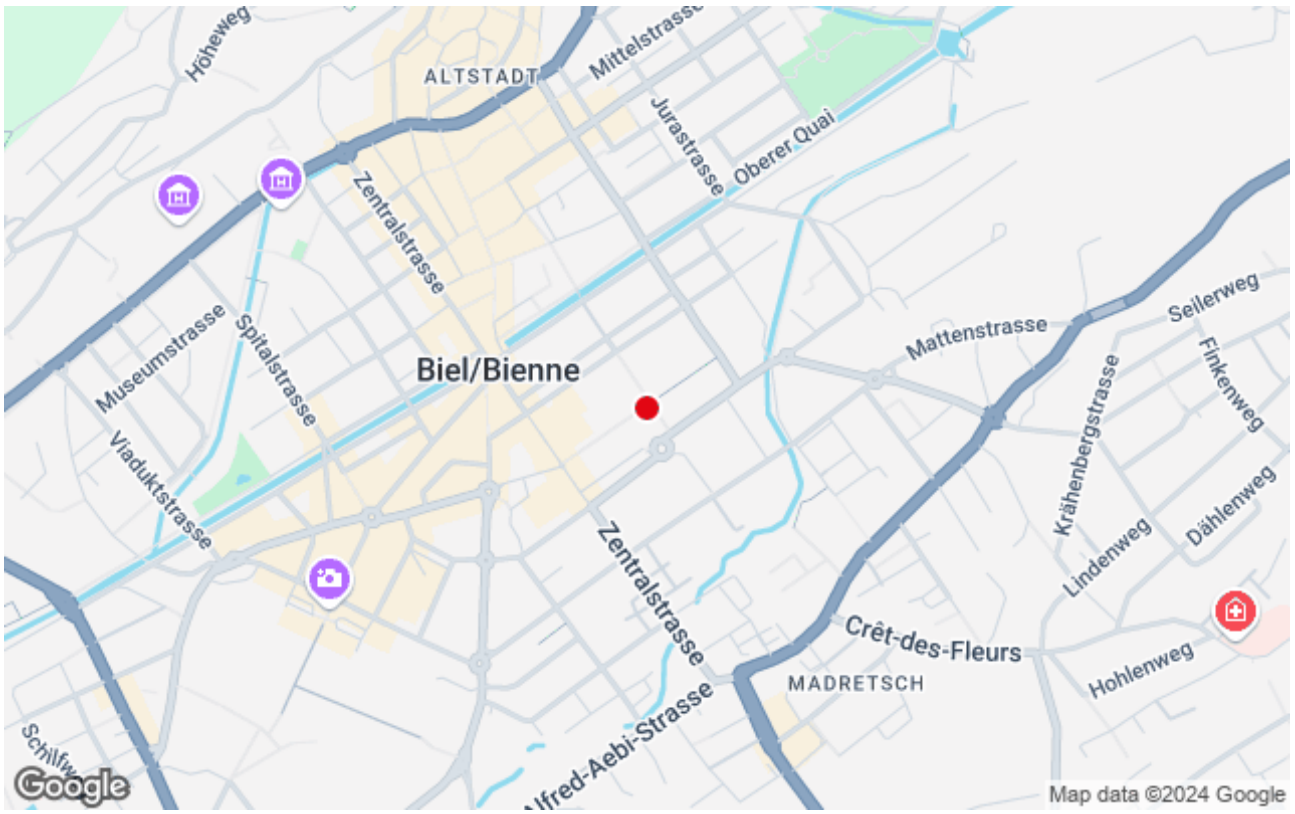 Höheweg
Mittelstrasse
ALTSTADT
Jurastrasse
Oberer Quai
Zentralstrasse
Seilerweg
Mattenstrasse
Finkenweg
Museumstrasse
Spitalstrasse
Biel/Bienne
Krähenbergstrasse
Viaduktstrasse
Dählenweg
Lindenweg
Zentralstrasse
Crêt-des-Fleurs
Hohlenweg
MADRETSCH
Alfred-Aebi-Strasse
Schilfw
Google
Map data ©2024 Google